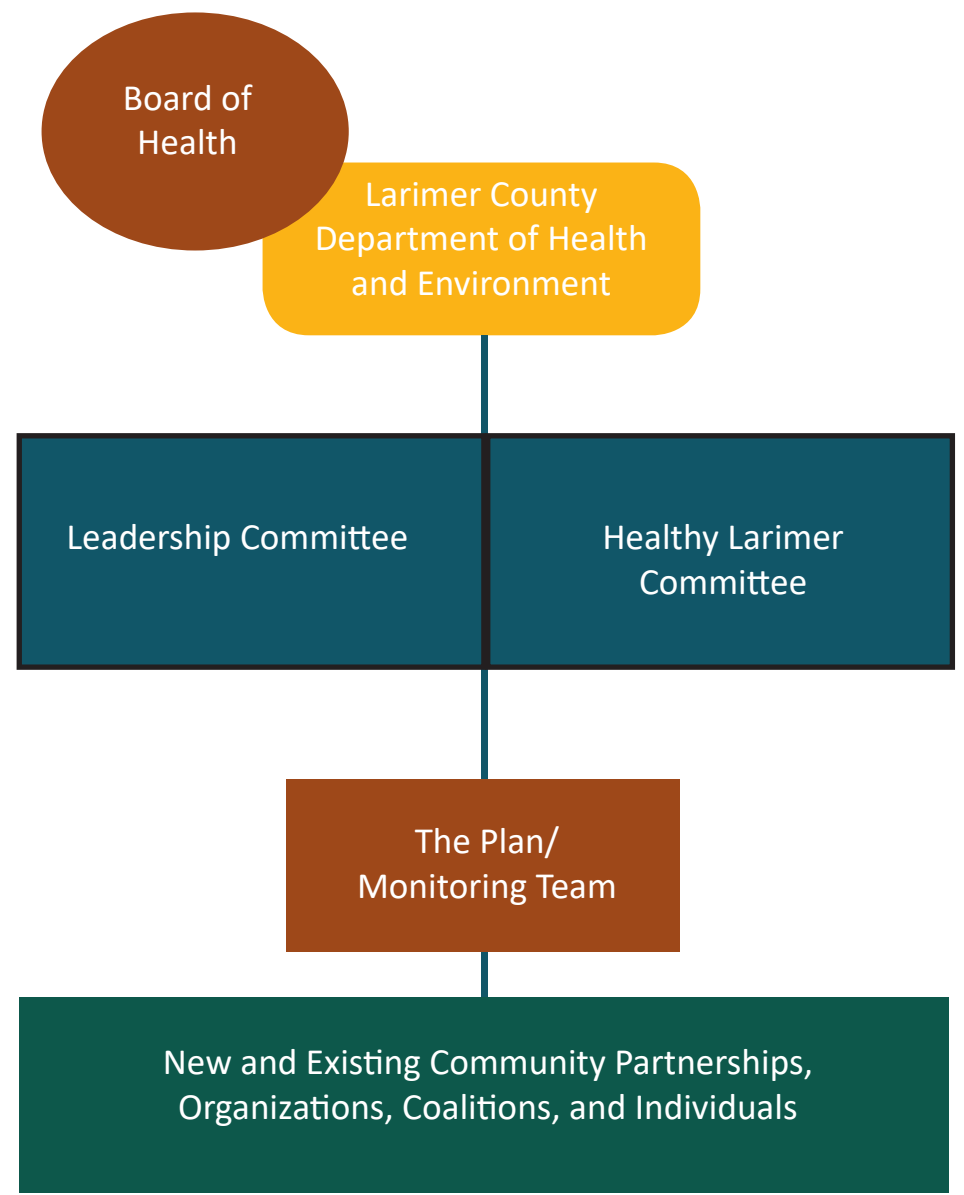 Board of
Health
Larimer County
Department of Health
and Environment
Leadership Committee
Healthy Larimer
Committee
The Plan/
Monitoring Team
New and Existing Community Partnerships,
Organizations, Coalitions, and Individuals